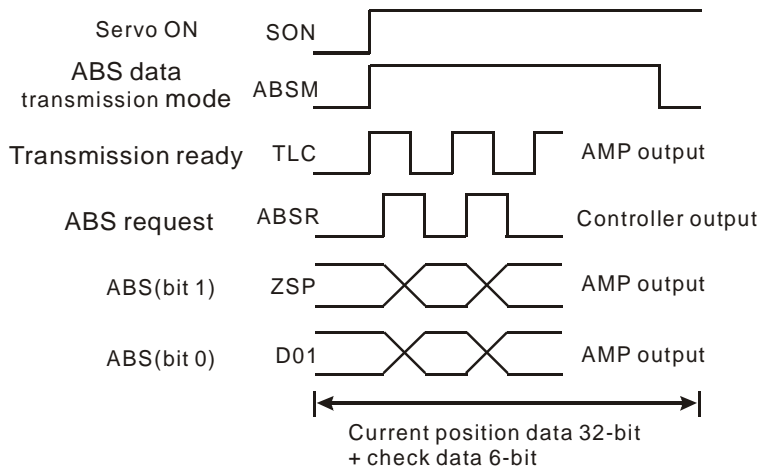 Servo ON SON
ABS data
transmission mode ABSM
Transmission ready TLC AMP output
ABS request ABSR Controller output
ABS(bit 1) ZSP AMP output
ABS(bit 0) D01 AMP output
Current position data 32-bit
+ check data 6-bit